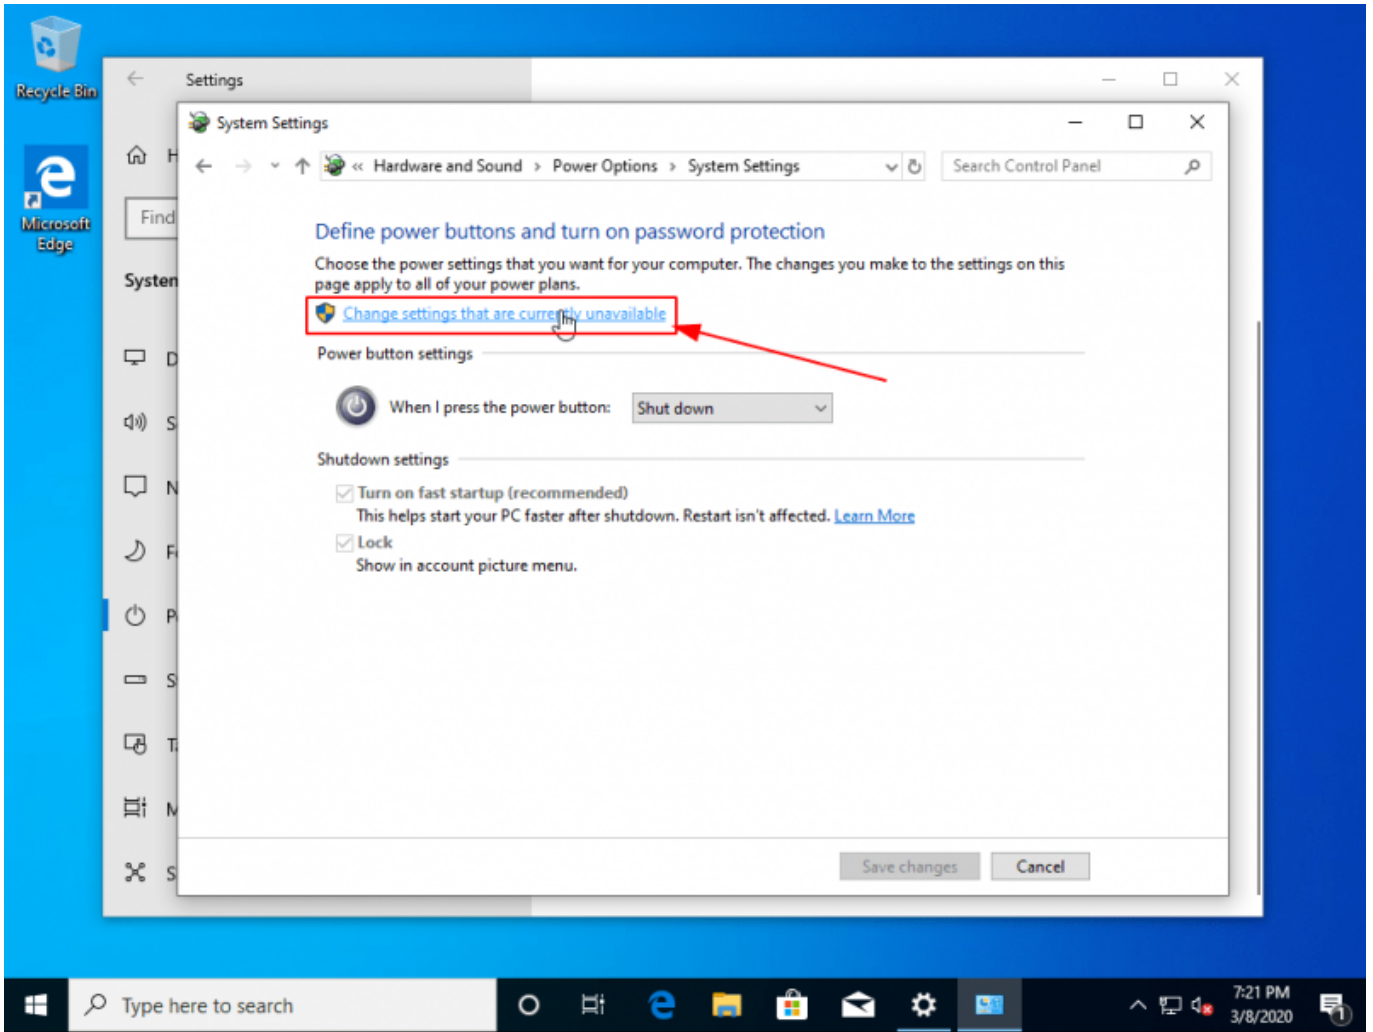 Recycle Bin
Microsoft
Edge
Settings
System Settings
« Hardware and Sound > Power Options > System Settings
Search Control Panel
Find
Define power buttons and turn on password protection
Choose the power settings that you want for your computer. The changes you make to the settings on this
page apply to all of your power plans.
Change settings that are currently unavailable
Power button settings
When I press the power button:
Shut down
Shutdown settings
Turn on fast startup (recommended)
This helps start your PC faster after shutdown. Restart isn't affected. Learn More
Lock
Show in account picture menu.
Save changes
Cancel
Type here to search
7:21 PM
3/8/2020
1